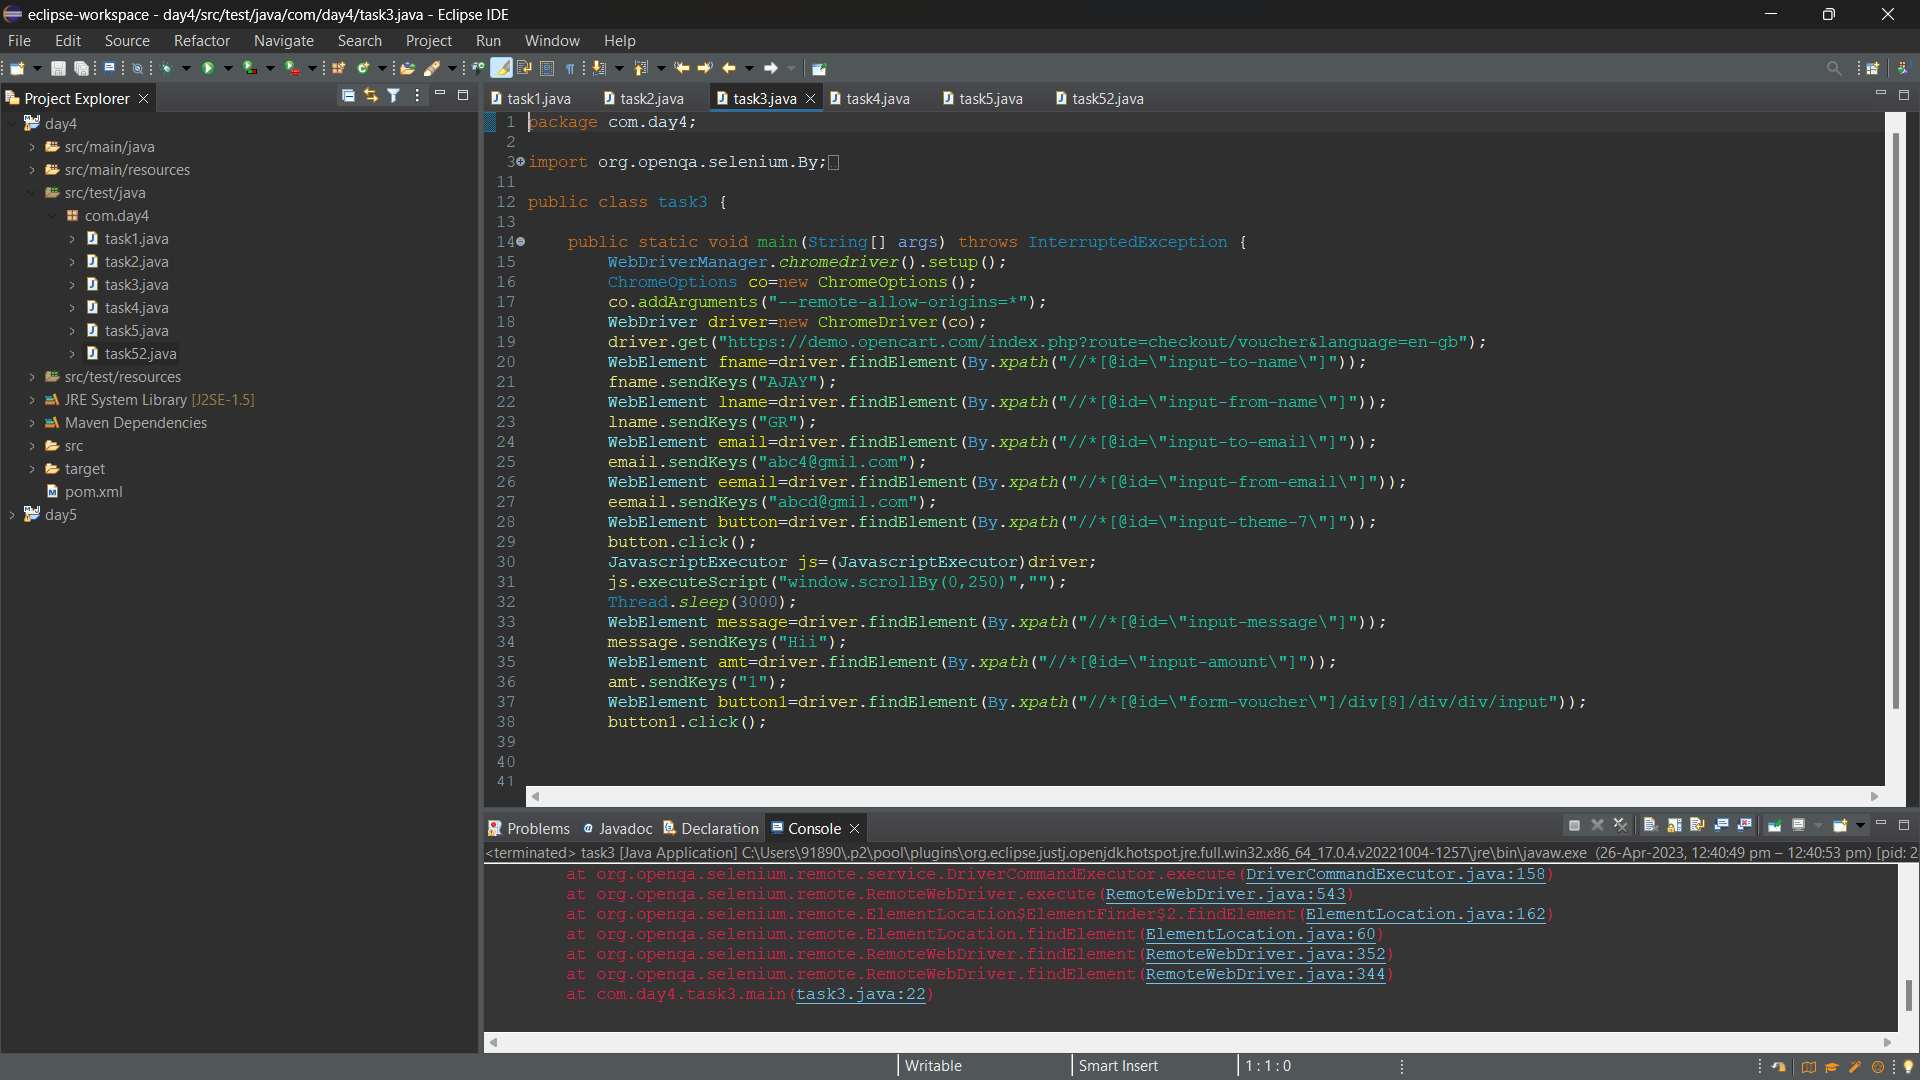 eclipse-workspace - day4/src/test/java/com/day4/task3.java - Eclipse IDE
File Edit Source Refactor Navigate Search Project Run Window Help
Project Explorer
day4
src/main/java
src/main/resources
src/test/java
com.day4
task1.java
task2.java
task3.java
task4.java
task5.java
task52.java
src/test/resources
JRE System Library [J2SE-1.5]
Maven Dependencies
src
target
pom.xml
day5
task1.java task2.java task3.java task4.java task5.java task52.java
1 package com.day4;
2
3 import org.openqa.selenium.By;
11
12 public class task3 {
13
14 public static void main(String[] args) throws InterruptedException {
15 WebDriverManager.chromedriver().setup();
16 ChromeOptions co=new ChromeOptions();
17 co.addArguments("--remote-allow-origins=*");
18 WebDriver driver=new ChromeDriver(co);
19 driver.get("https://demo.opencart.com/index.php?route=checkout/voucher&language=en-gb");
20 WebElement fname=driver.findElement(By.xpath("//*[@id=\"input-to-name\"]"));
21 fname.sendKeys("AJAY");
22 WebElement lname=driver.findElement(By.xpath("//*[@id=\"input-from-name\"]"));
23 lname.sendKeys("GR");
24 WebElement email=driver.findElement(By.xpath("//*[@id=\"input-to-email\"]"));
25 email.sendKeys("abc4@gmil.com");
26 WebElement eemail=driver.findElement(By.xpath("//*[@id=\"input-from-email\"]"));
27 eemail.sendKeys("abcd@gmil.com");
28 WebElement button=driver.findElement(By.xpath("//*[@id=\"input-theme-7\"]"));
29 button.click();
30 JavascriptExecutor js=(JavascriptExecutor)driver;
31 js.executeScript("window.scrollBy(0,250)","");
32 Thread.sleep(3000);
33 WebElement message=driver.findElement(By.xpath("//*[@id=\"input-message\"]"));
34 message.sendKeys("Hii");
35 WebElement amt=driver.findElement(By.xpath("//*[@id=\"input-amount\"]"));
36 amt.sendKeys("1");
37 WebElement button1=driver.findElement(By.xpath("//*[@id=\"form-voucher\"]/div[8]/div/div/input"));
38 button1.click();
39
40
41
Problems Javadoc Declaration Console
<terminated> task3 [Java Application] C:\Users\91890\.p2\pool\plugins\org.eclipse.justj.openjdk.hotspot.jre.full.win32.x86_64_17.0.4.v20221004-1257\jre\bin\javaw.exe (26-Apr-2023, 12:40:49 pm – 12:40:53 pm) [pid: 2
at org.openqa.selenium.remote.service.DriverCommandExecutor.execute(DriverCommandExecutor.java:158)
at org.openqa.selenium.remote.RemoteWebDriver.execute(RemoteWebDriver.java:543)
at org.openqa.selenium.remote.ElementLocation$ElementFinder$2.findElement(ElementLocation.java:162)
at org.openqa.selenium.remote.ElementLocation.findElement(ElementLocation.java:60)
at org.openqa.selenium.remote.RemoteWebDriver.findElement(RemoteWebDriver.java:352)
at org.openqa.selenium.remote.RemoteWebDriver.findElement(RemoteWebDriver.java:344)
at com.day4.task3.main(task3.java:22)
Writable Smart Insert 1 : 1 : 0